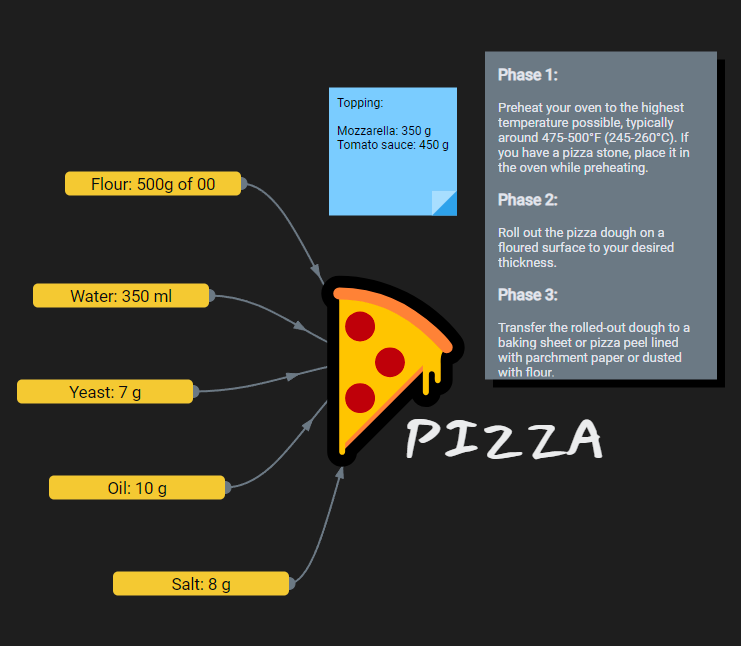 Topping:
Mozzarella: 350 g
Tomato sauce: 450 g
Phase 1:
Preheat your oven to the highest
temperature possible, typically
around 475-500°F (245-260°C). If
you have a pizza stone, place it in
the oven while preheating.
Phase 2:
Roll out the pizza dough on a
floured surface to your desired
thickness.
Phase 3:
Transfer the rolled-out dough to a
baking sheet or pizza peel lined
with parchment paper or dusted
with flour.
Flour: 500g of 00
Water: 350 ml
Yeast: 7 g
Oil: 10 g
Salt: 8 g
PIZZA